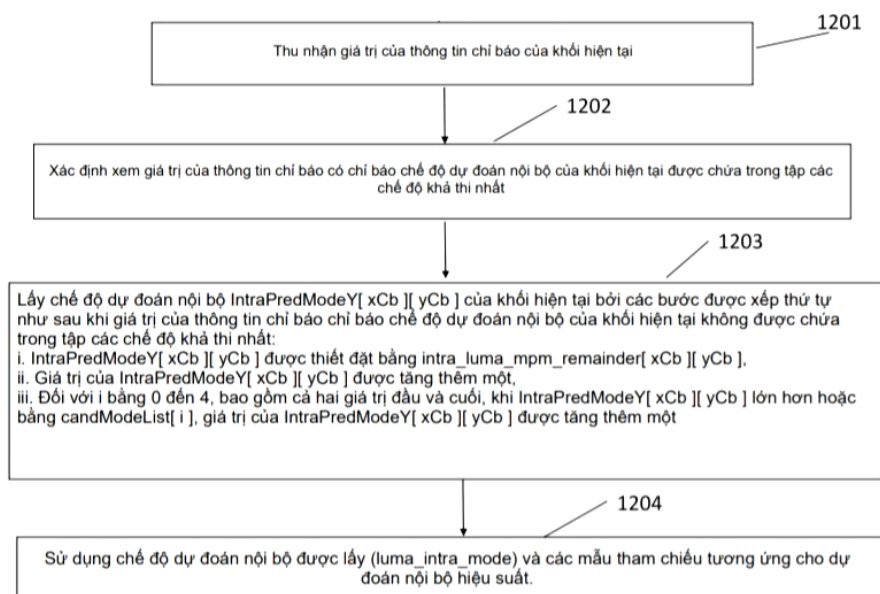 1201
Thu nhận giá trị của thông tin chỉ báo của khối hiện tại
1202
Xác định xem giá trị của thông tin chỉ báo có chỉ báo chế độ dự đoán nội bộ của khối hiện tại được chứa trong tập các
chế độ khả thi nhất
1203
Lấy chế độ dự đoán nội bộ IntraPredModeY[ xCb ][ yCb ] của khối hiện tại bởi các bước được xếp thứ tự
như sau khi giá trị của thông tin chỉ báo chỉ báo chế độ dự đoán nội bộ của khối hiện tại không được chứa
trong tập các chế độ khả thi nhất:
i. IntraPredModeY[ xCb ][ yCb ] được thiết đặt bằng intra_luma_mpm_remainder[ xCb ][ yCb ],
ii. Giá trị của IntraPredModeY[ xCb ][ yCb ] được tăng thêm một,
iii. Đối với i bằng 0 đến 4, bao gồm cả hai giá trị đầu và cuối, khi IntraPredModeY[ xCb ][ yCb ] lớn hơn hoặc
bằng candModeList[ i ], giá trị của IntraPredModeY[ xCb ][ yCb ] được tăng thêm một
1204
Sử dụng chế độ dự đoán nội bộ được lấy (luma_intra_mode) và các mẫu tham chiếu tương ứng cho dự
đoán nội bộ hiệu suất.